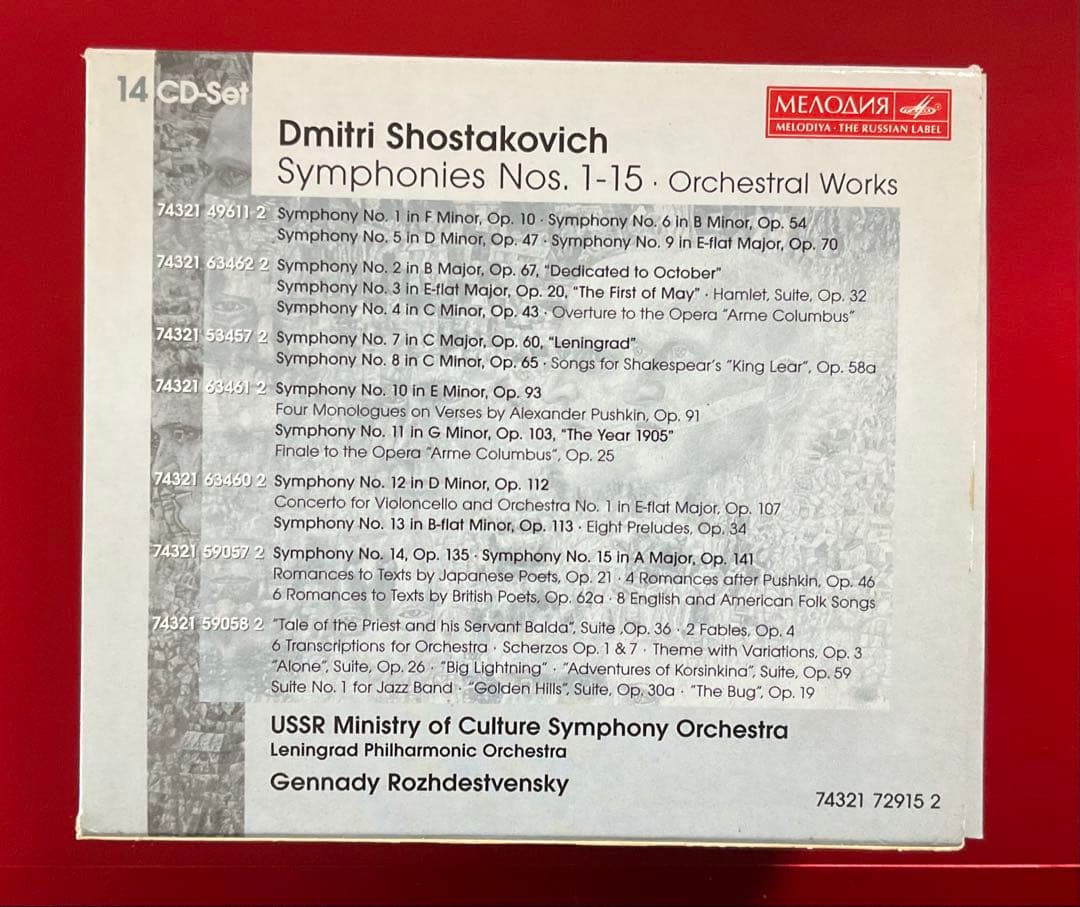 14 CD-Set
МЕЛОДИЯ
MELODIYA · THE RUSSIAN LABEL
Dmitri Shostakovich
Symphonies Nos. 1-15 · Orchestral Works
74321 49611-2 Symphony No. 1 in F Minor, Op. 10 · Symphony No. 6 in B Minor, Op. 54
Symphony No. 5 in D Minor, Op. 47 · Symphony No. 9 in E-flat Major, Op. 70
74321 63462 2 Symphony No. 2 in B Major, Op. 67, "Dedicated to October"
Symphony No. 3 in E-flat Major, Op. 20, "The First of May" · Hamlet, Suite, Op. 32
Symphony No. 4 in C Minor, Op. 43 · Overture to the Opera "Arme Columbus"
74321 53457 2 Symphony No. 7 in C Major, Op. 60, "Leningrad"
Symphony No. 8 in C Minor, Op. 65 · Songs for Shakespear's "King Lear", Op. 58a
74321 63461 2 Symphony No. 10 in E Minor, Op. 93
Four Monologues on Verses by Alexander Pushkin, Op. 91
Symphony No. 11 in G Minor, Op. 103, "The Year 1905"
Finale to the Opera "Arme Columbus", Op. 25
74321 63460 2 Symphony No. 12 in D Minor, Op. 112
Concerto for Violoncello and Orchestra No. 1 in E-flat Major, Op. 107
Symphony No. 13 in B-flat Minor, Op. 113 · Eight Preludes, Op. 34
74321 59057 2 Symphony No. 14, Op. 135 · Symphony No. 15 in A Major, Op. 141
Romances to Texts by Japanese Poets, Op. 21 · 4 Romances after Pushkin, Op. 46
6 Romances to Texts by British Poets, Op. 62a · 8 English and American Folk Songs
74321 59058 2 "Tale of the Priest and his Servant Balda", Suite ,Op. 36 · 2 Fables, Op. 4
6 Transcriptions for Orchestra · Scherzos Op. 1 & 7 · Theme with Variations, Op. 3
"Alone", Suite, Op. 26 · "Big Lightning" · "Adventures of Korsinkina", Suite, Op. 59
Suite No. 1 for Jazz Band · "Golden Hills", Suite, Op. 30a · "The Bug", Op. 19
USSR Ministry of Culture Symphony Orchestra
Leningrad Philharmonic Orchestra
Gennady Rozhdestvensky
74321 72915 2